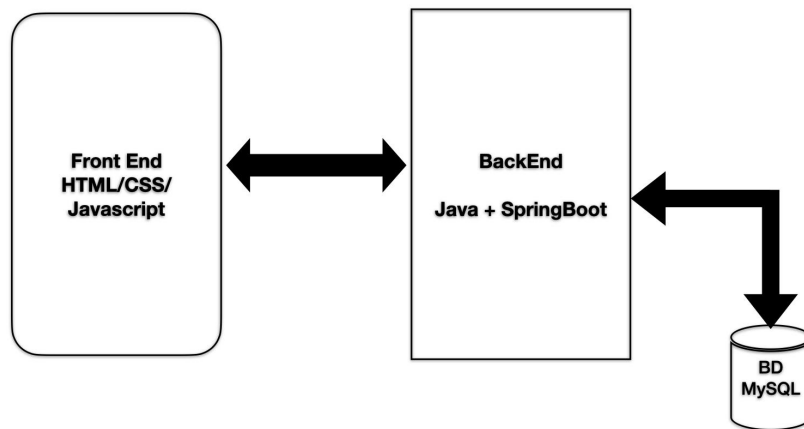 Front End
HTML/CSS/
Javascript
BackEnd
Java + SpringBoot
BD
MySQL